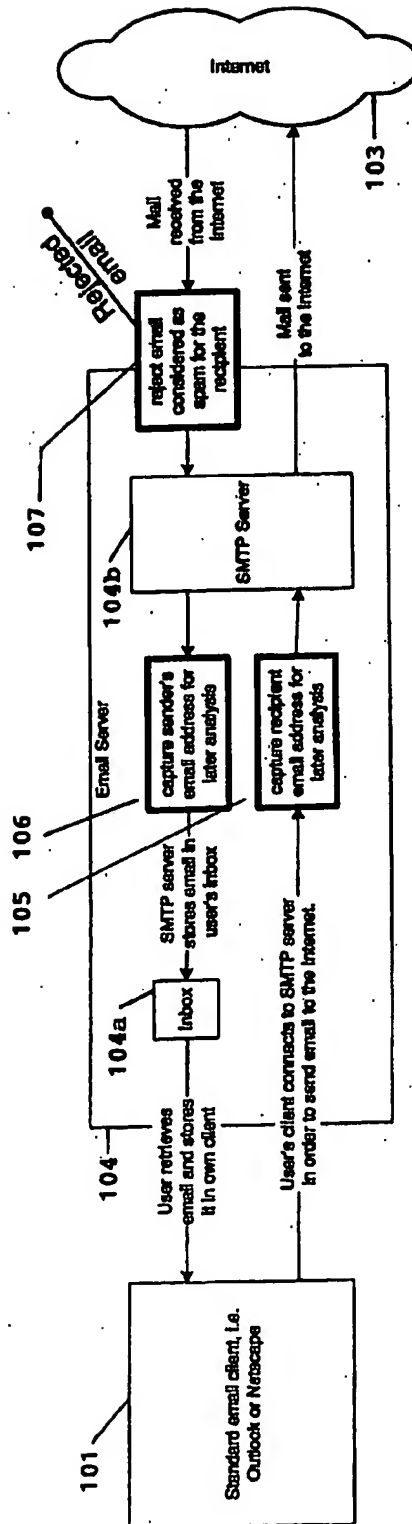 Internet
103
Mail
received
from the
Internet
Rejected
email
Mail sent
to the Internet
107
reject email
considered as
spam for the
recipient
Email Server
104b
SMTP Server
106
capture sender's
email address for
later analysis
105
capture recipient
email address for
later analysis
SMTP server
stores email in
user's inbox
104a
Inbox
104
User retrieves
email and stores
it in own client
User's client connects to SMTP server
in order to send email to the Internet.
101
Standard email client, i.e.
Outlook or Netscape